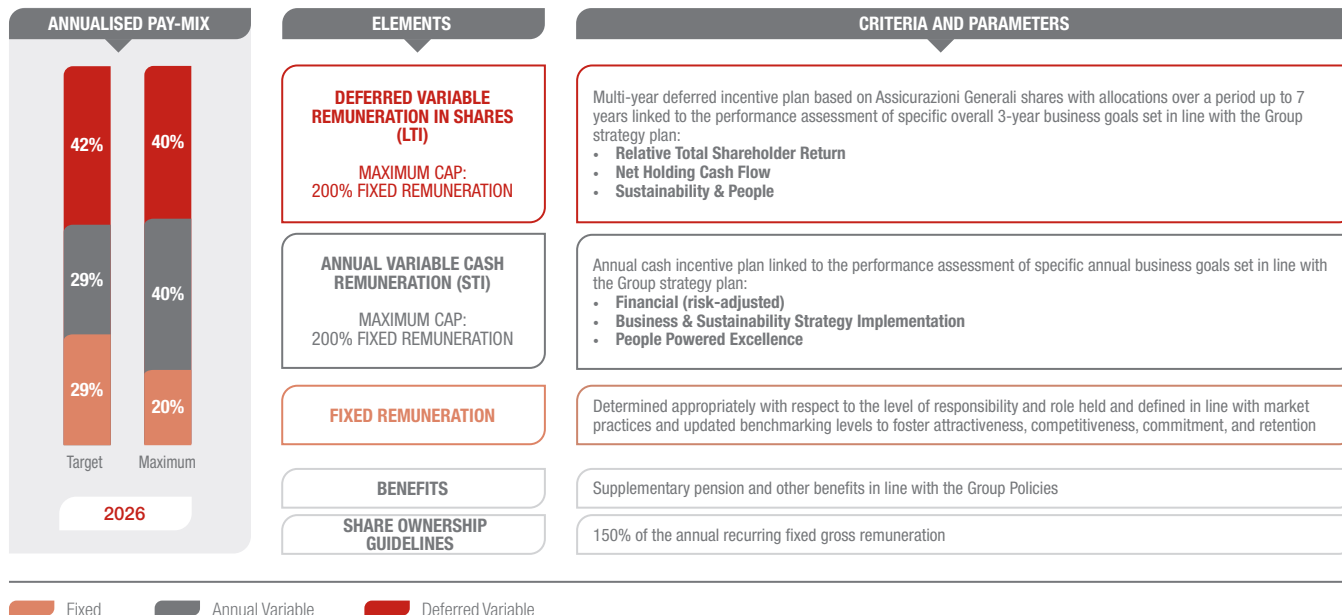 ANNUALISED PAY-MIX
42%
40%
29%
40%
29%
20%
Target
Maximum
2026
ELEMENTS
CRITERIA AND PARAMETERS
DEFERRED VARIABLE
REMUNERATION IN SHARES
(LTI)
MAXIMUM CAP:
200% FIXED REMUNERATION
Multi-year deferred incentive plan based on Assicurazioni Generali shares with allocations over a period up to 7
years linked to the performance assessment of specific overall 3-year business goals set in line with the Group
strategy plan:
• Relative Total Shareholder Return
• Net Holding Cash Flow
• Sustainability & People
ANNUAL VARIABLE CASH
REMUNERATION (STI)
MAXIMUM CAP:
200% FIXED REMUNERATION
Annual cash incentive plan linked to the performance assessment of specific annual business goals set in line with
the Group strategy plan:
• Financial (risk-adjusted)
• Business & Sustainability Strategy Implementation
• People Powered Excellence
FIXED REMUNERATION
Determined appropriately with respect to the level of responsibility and role held and defined in line with market
practices and updated benchmarking levels to foster attractiveness, competitiveness, commitment, and retention
BENEFITS
Supplementary pension and other benefits in line with the Group Policies
SHARE OWNERSHIP
GUIDELINES
150% of the annual recurring fixed gross remuneration
Fixed
Annual Variable
Deferred Variable